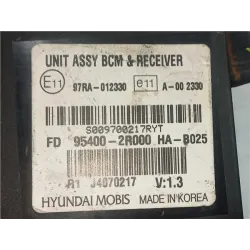 UNIT ASSY BCM & RECEIVER
E11 97RA-012330 e11 A-00 2330
S009700217RYT
FD 95400-2R000 HA-B025
R1 J4070217 V:1.3
HYUNDAI MOBIS MADE IN KOREA